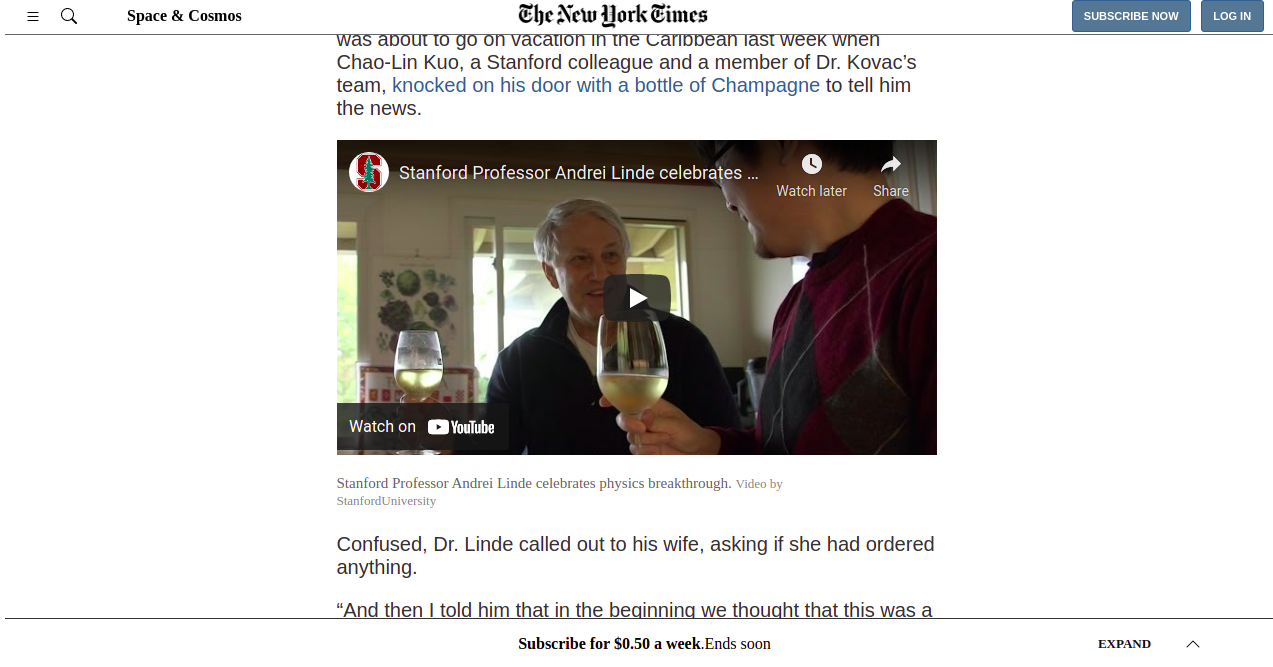 Space & Cosmos
The New York Times
SUBSCRIBE NOW
LOG IN
was about to go on vacation in the Caribbean last week when
Chao-Lin Kuo, a Stanford colleague and a member of Dr. Kovac’s
team, knocked on his door with a bottle of Champagne to tell him
the news.
Stanford Professor Andrei Linde celebrates …
Watch later
Share
Watch on YouTube
Stanford Professor Andrei Linde celebrates physics breakthrough. Video by
StanfordUniversity
Confused, Dr. Linde called out to his wife, asking if she had ordered
anything.
“And then I told him that in the beginning we thought that this was a
Subscribe for $0.50 a week.Ends soon
EXPAND